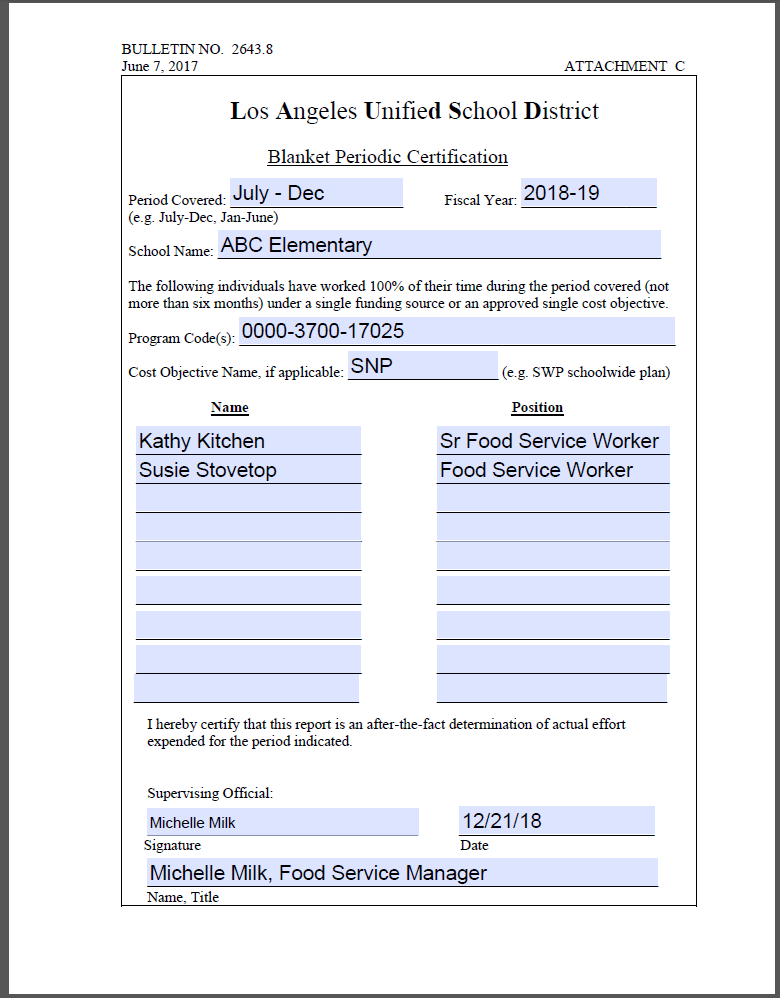 BULLETIN NO. 2643.8
June 7, 2017 ATTACHMENT C
Los Angeles Unified School District
Blanket Periodic Certification
Period Covered: July - Dec Fiscal Year: 2018-19
(e.g. July-Dec, Jan-June)
School Name: ABC Elementary
The following individuals have worked 100% of their time during the period covered (not
more than six months) under a single funding source or an approved single cost objective.
Program Code(s): 0000-3700-17025
Cost Objective Name, if applicable: SNP (e.g. SWP schoolwide plan)
Name Position
Kathy Kitchen Sr Food Service Worker
Susie Stovetop Food Service Worker
I hereby certify that this report is an after-the-fact determination of actual effort
expended for the period indicated.
Supervising Official:
Michelle Milk 12/21/18
Signature Date
Michelle Milk, Food Service Manager
Name, Title